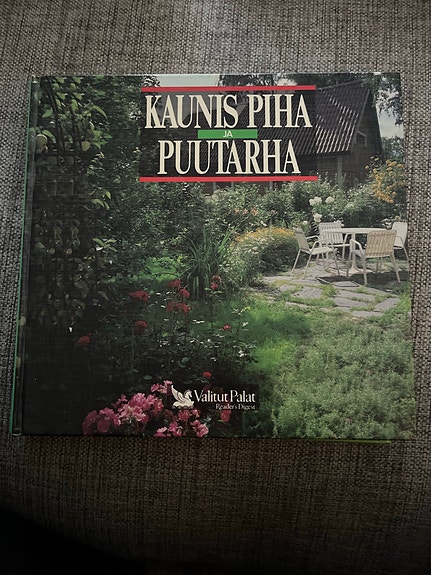 KAUNIS PIHA
JA
PUUTARHA
Valitut Palat
Reader's Digest